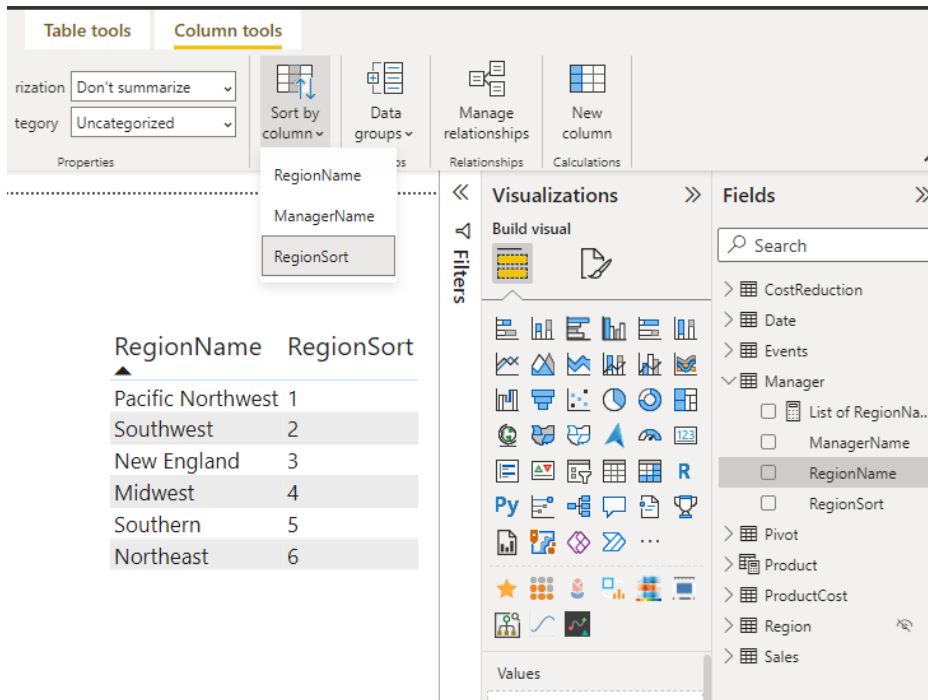 Table tools
Column tools
rization
Don't summarize
tegory
Uncategorized
Properties
Sort by
column
Data
groups
ps
Manage
relationships
Relationships
New
column
Calculations
RegionName
ManagerName
RegionSort
Filters
Visualizations
Build visual
123
R
Py
...
Values
Fields
Search
CostReduction
Date
Events
Manager
List of RegionNa...
ManagerName
RegionName
RegionSort
Pivot
Product
ProductCost
Region
Sales
RegionName RegionSort
Pacific Northwest 1
Southwest 2
New England 3
Midwest 4
Southern 5
Northeast 6